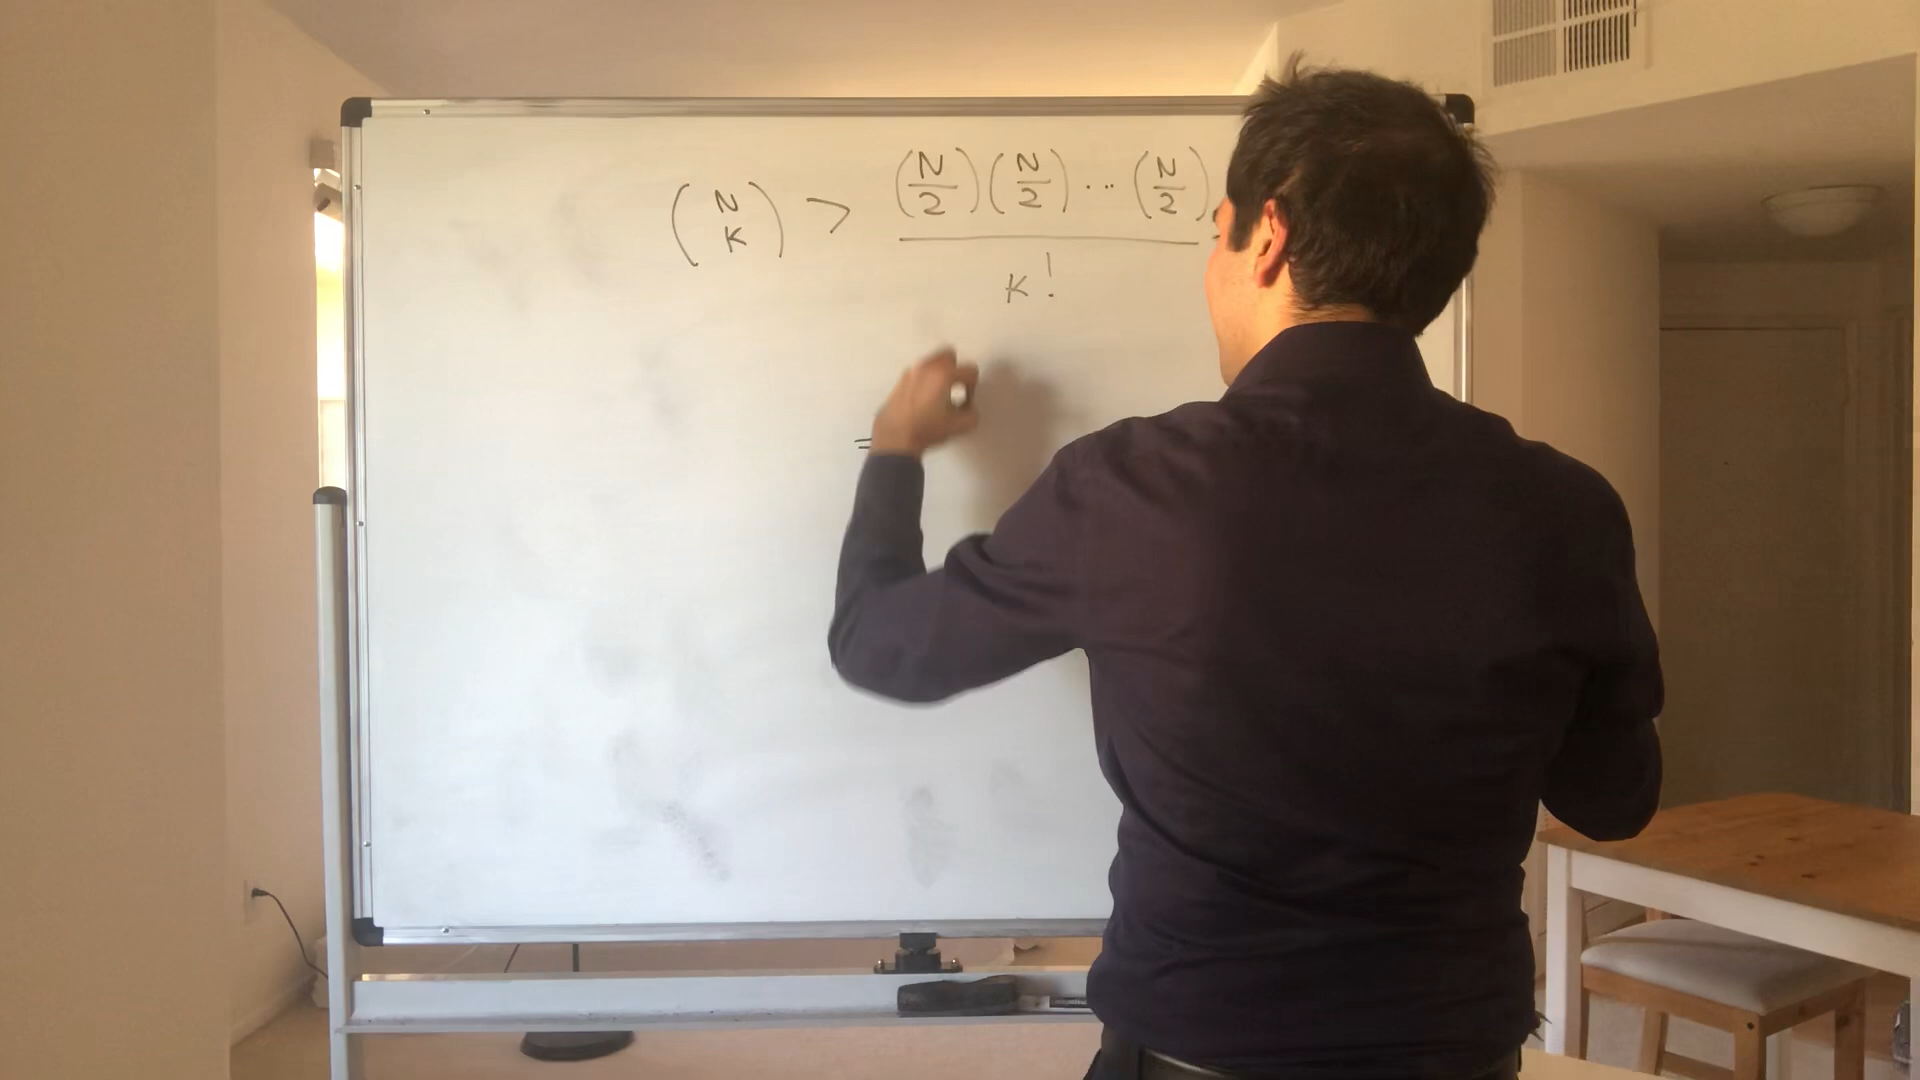 (N K) > (N/2)(N/2)...(N/2) / K!
=